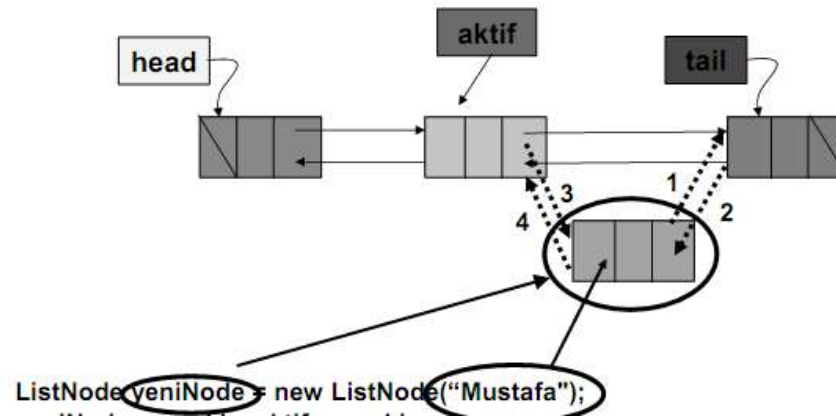 aktif
head
tail
3
1
4
2
ListNode yeniNode = new ListNode(“Mustafa");